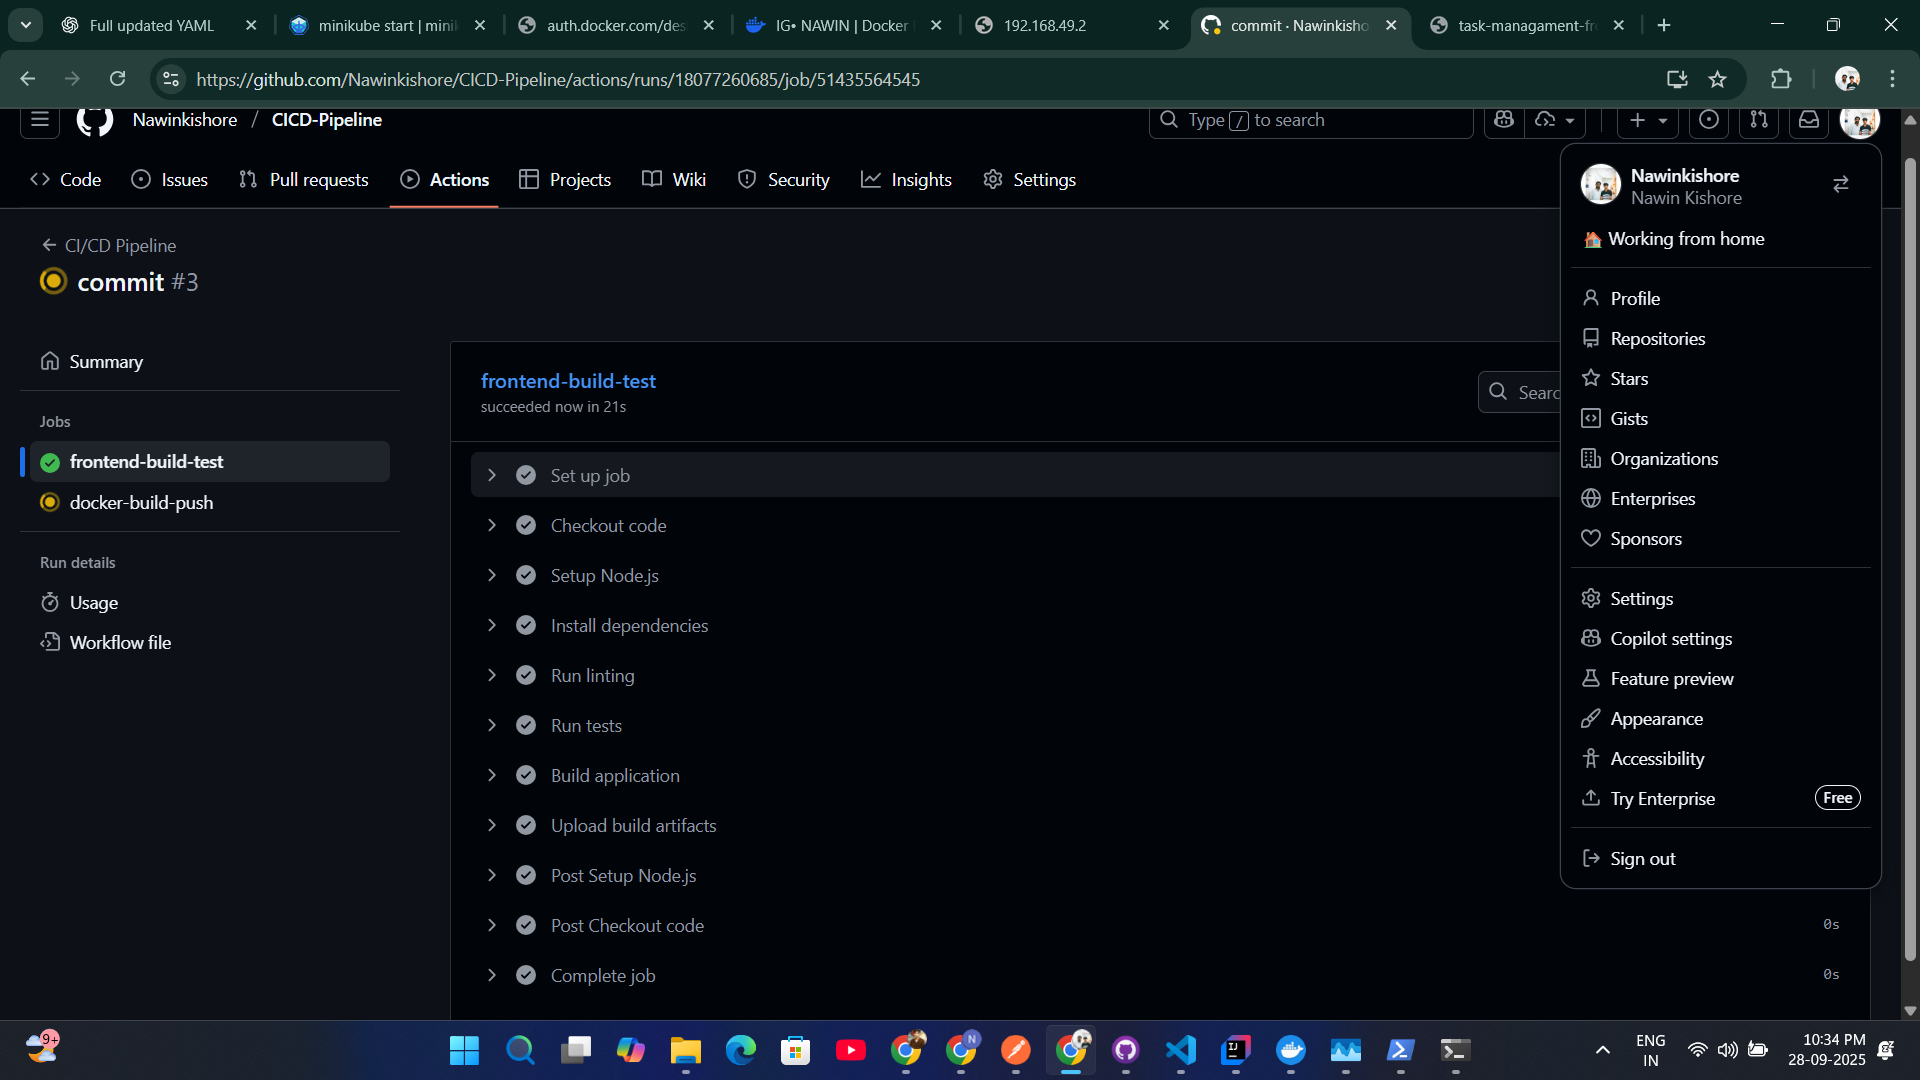 Full updated YAML
minikube start | mini
auth.docker.com/des
IG• NAWIN | Docker
192.168.49.2
commit · Nawinkisho
task-managament-fr
https://github.com/Nawinkishore/CICD-Pipeline/actions/runs/18077260685/job/51435564545
Nawinkishore / CICD-Pipeline
Type / to search
Code
Issues
Pull requests
Actions
Projects
Wiki
Security
Insights
Settings
CI/CD Pipeline
commit #3
Summary
Jobs
frontend-build-test
docker-build-push
Run details
Usage
Workflow file
frontend-build-test
succeeded now in 21s
Searc
Set up job
Checkout code
Setup Node.js
Install dependencies
Run linting
Run tests
Build application
Upload build artifacts
Post Setup Node.js
Post Checkout code
0s
Complete job
0s
Nawinkishore
Nawin Kishore
Working from home
Profile
Repositories
Stars
Gists
Organizations
Enterprises
Sponsors
Settings
Copilot settings
Feature preview
Appearance
Accessibility
Try Enterprise
Free
Sign out
9+
N
IJ
ENG
IN
10:34 PM
28-09-2025